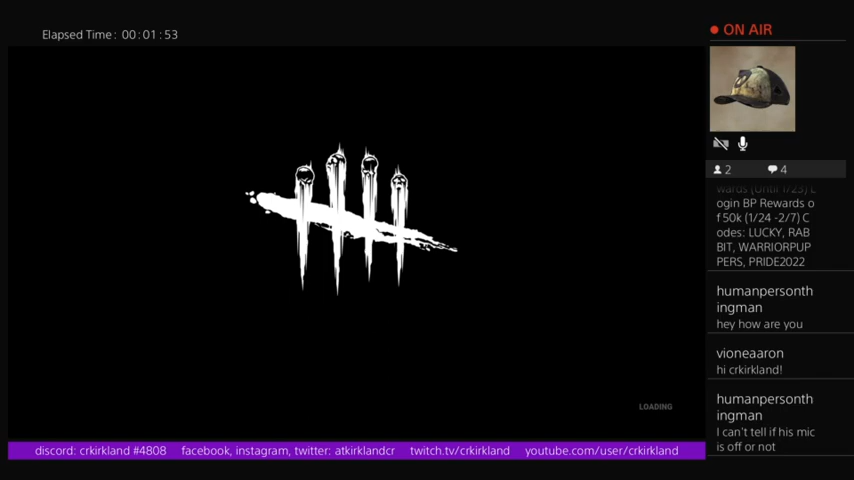 Elapsed Time: 00:01:53
ON AIR
2 4
wards (Until 1/23) L
ogin BP Rewards o
f 50k (1/24 -2/7) C
odes: LUCKY, RAB
BIT, WARRIORPUP
PERS, PRIDE2022
humanpersonth
ingman
hey how are you
vioneaaron
hi crkirkland!
humanpersonth
ingman
I can't tell if his mic
is off or not
LOADING
discord: crkirkland #4808 facebook, instagram, twitter: atkirklandcr twitch.tv/crkirkland youtube.com/user/crkirkland